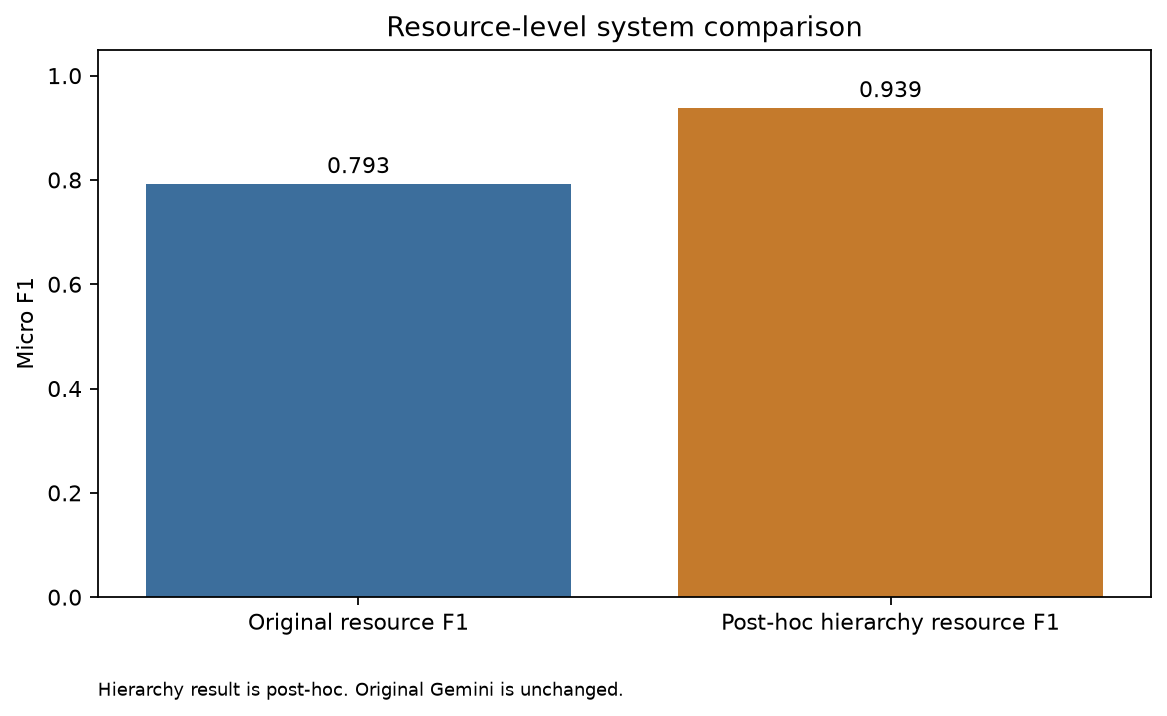 Resource-level system comparison
1.0
0.8
0.6
0.4
0.2
0.0
Micro F1
0.793
0.939
Original resource F1
Post-hoc hierarchy resource F1
Hierarchy result is post-hoc. Original Gemini is unchanged.